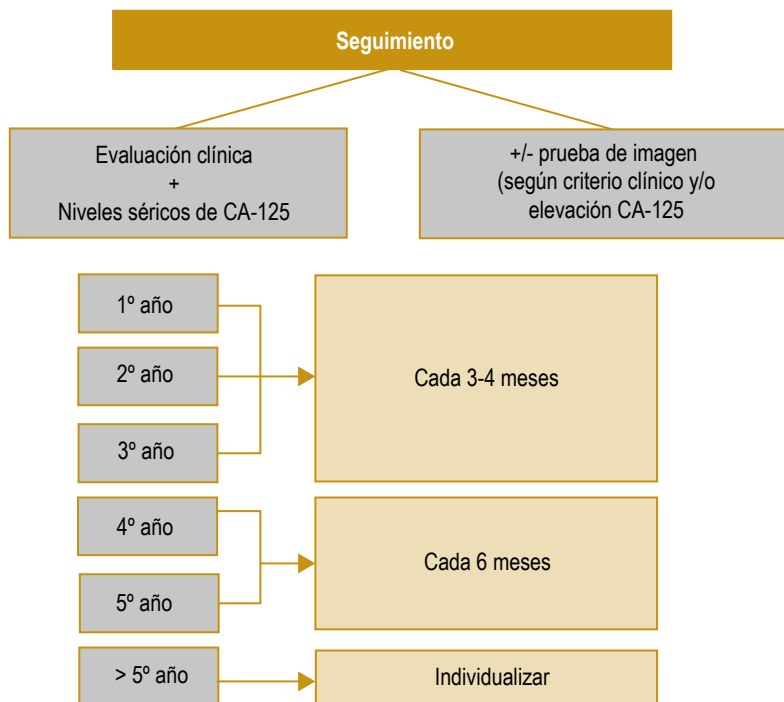 Seguimiento
Evaluación clínica
+
Niveles séricos de CA-125
+/- prueba de imagen
(según criterio clínico y/o
elevación CA-125
1º año
2º año
3º año
Cada 3-4 meses
4º año
5º año
Cada 6 meses
> 5º año
Individualizar